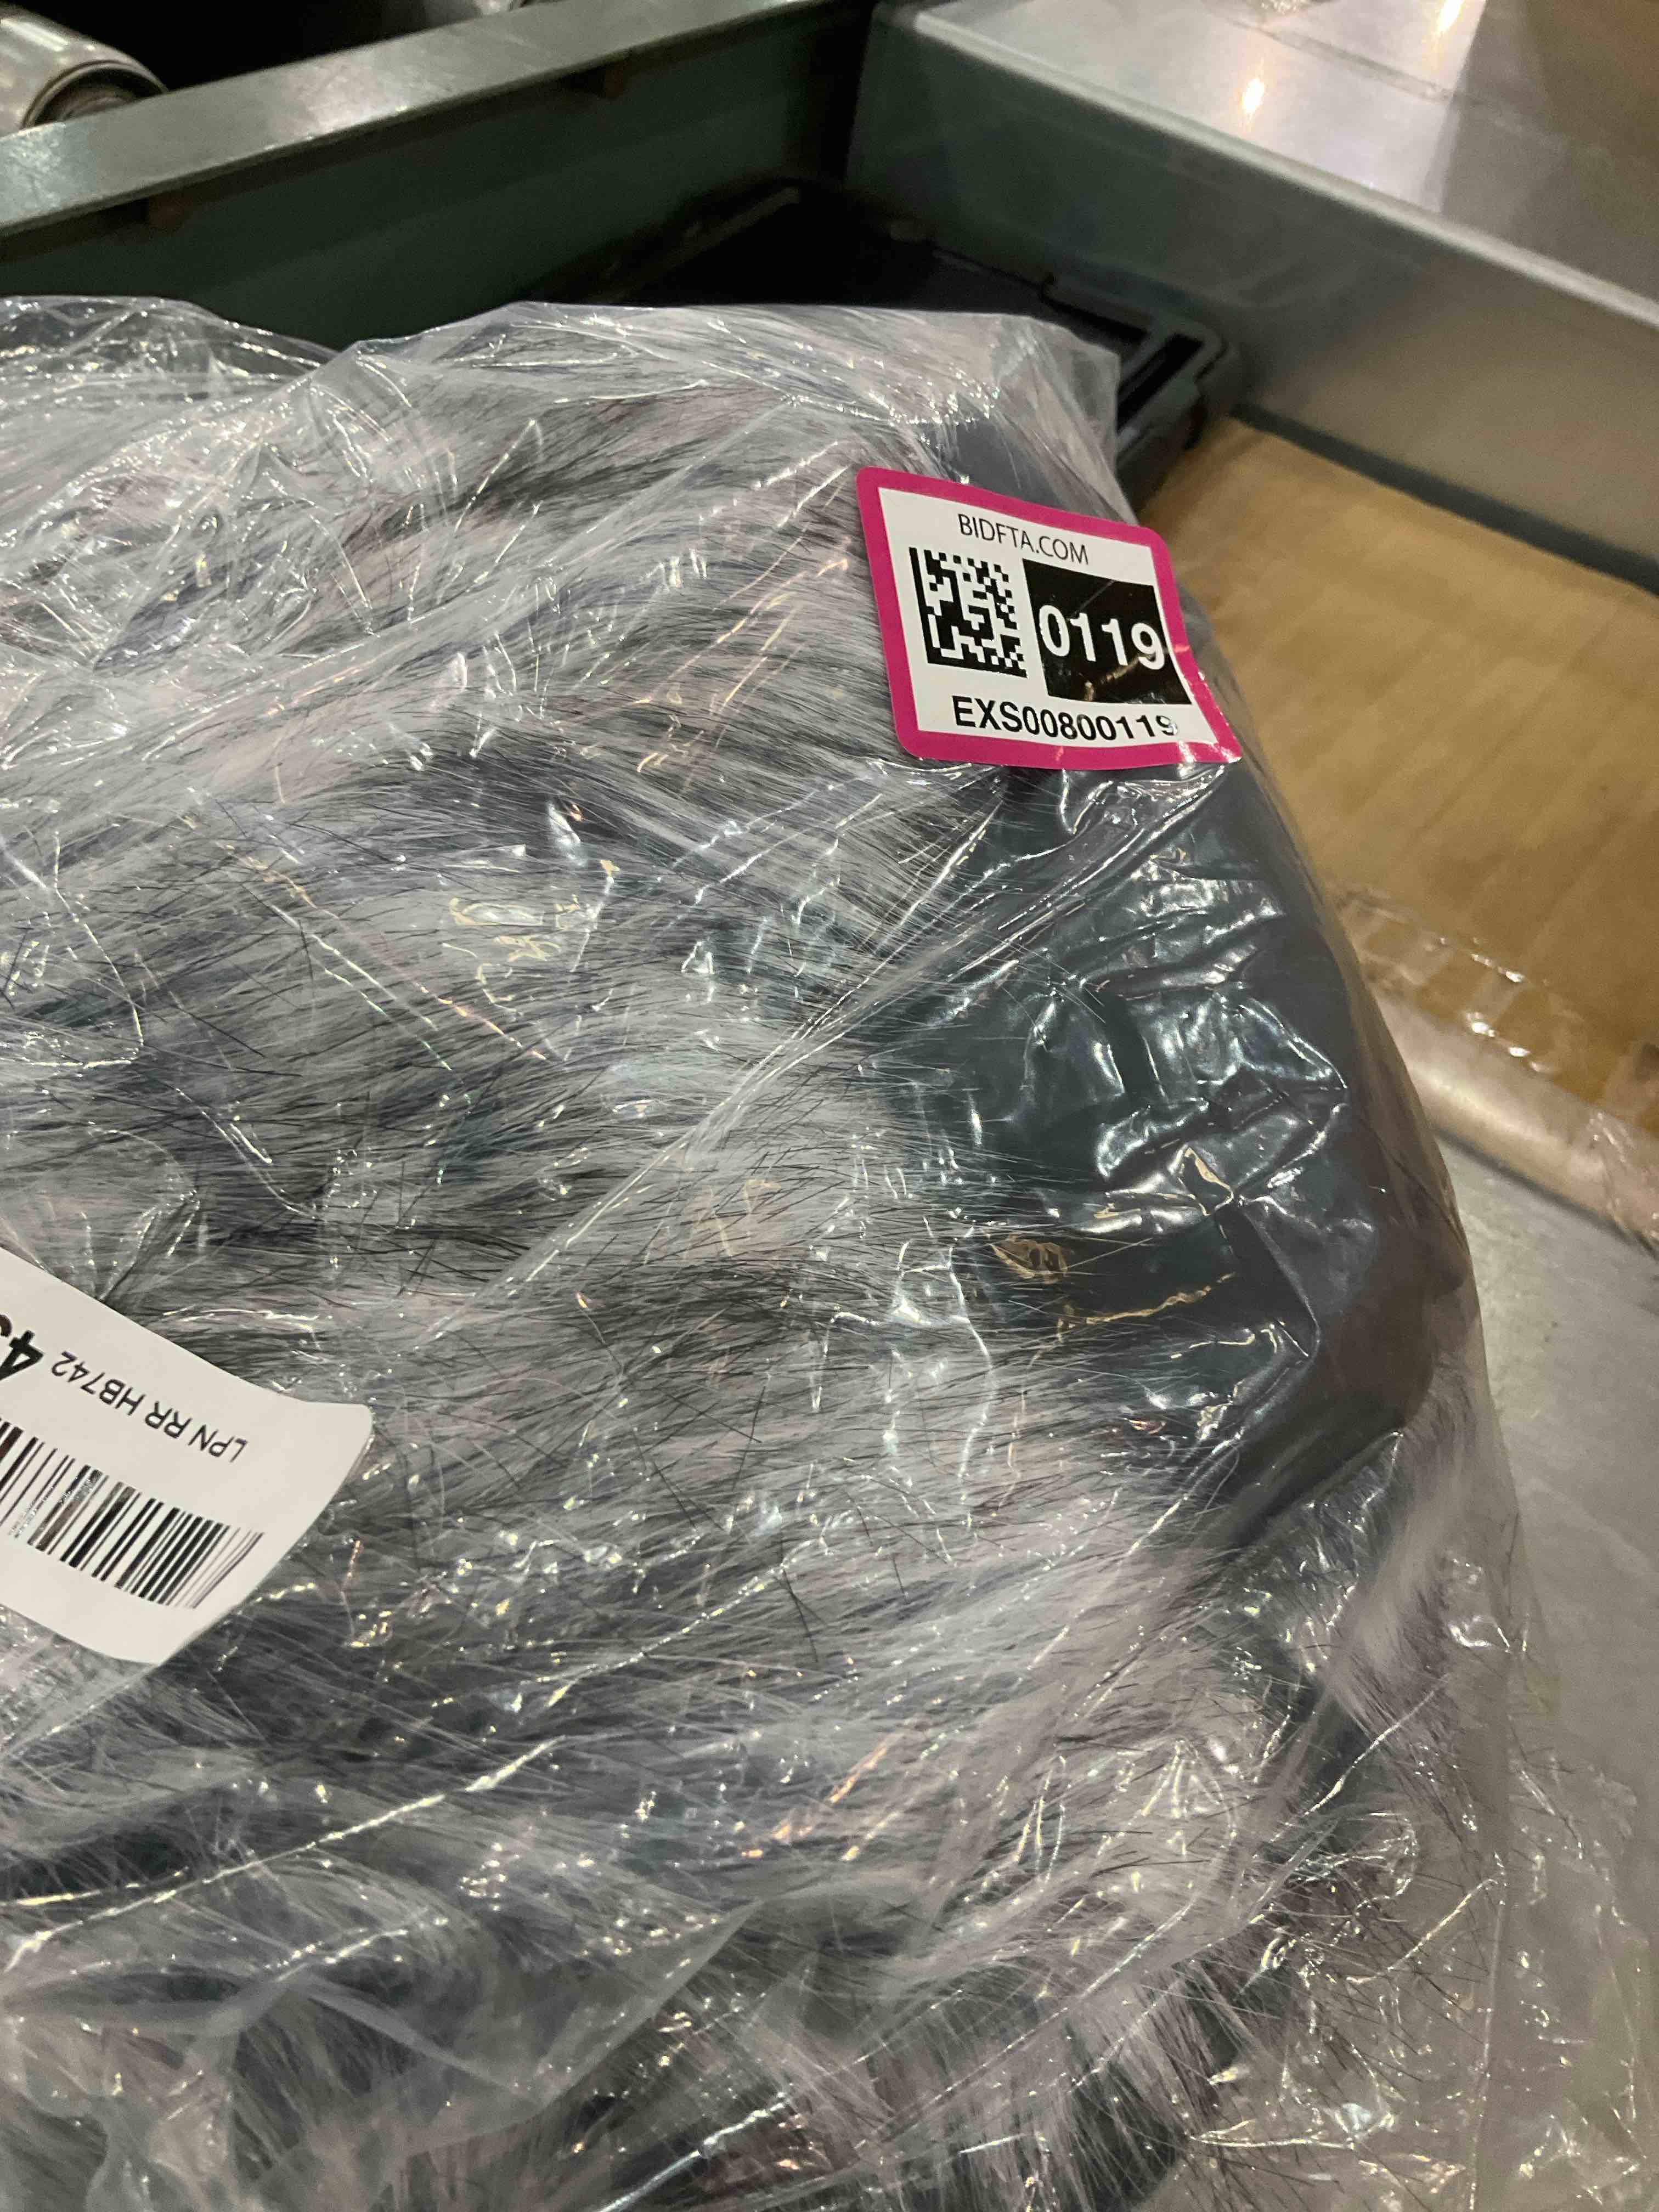 BIDFTA.COM
0119
EXS00800119
LPN RR HB742